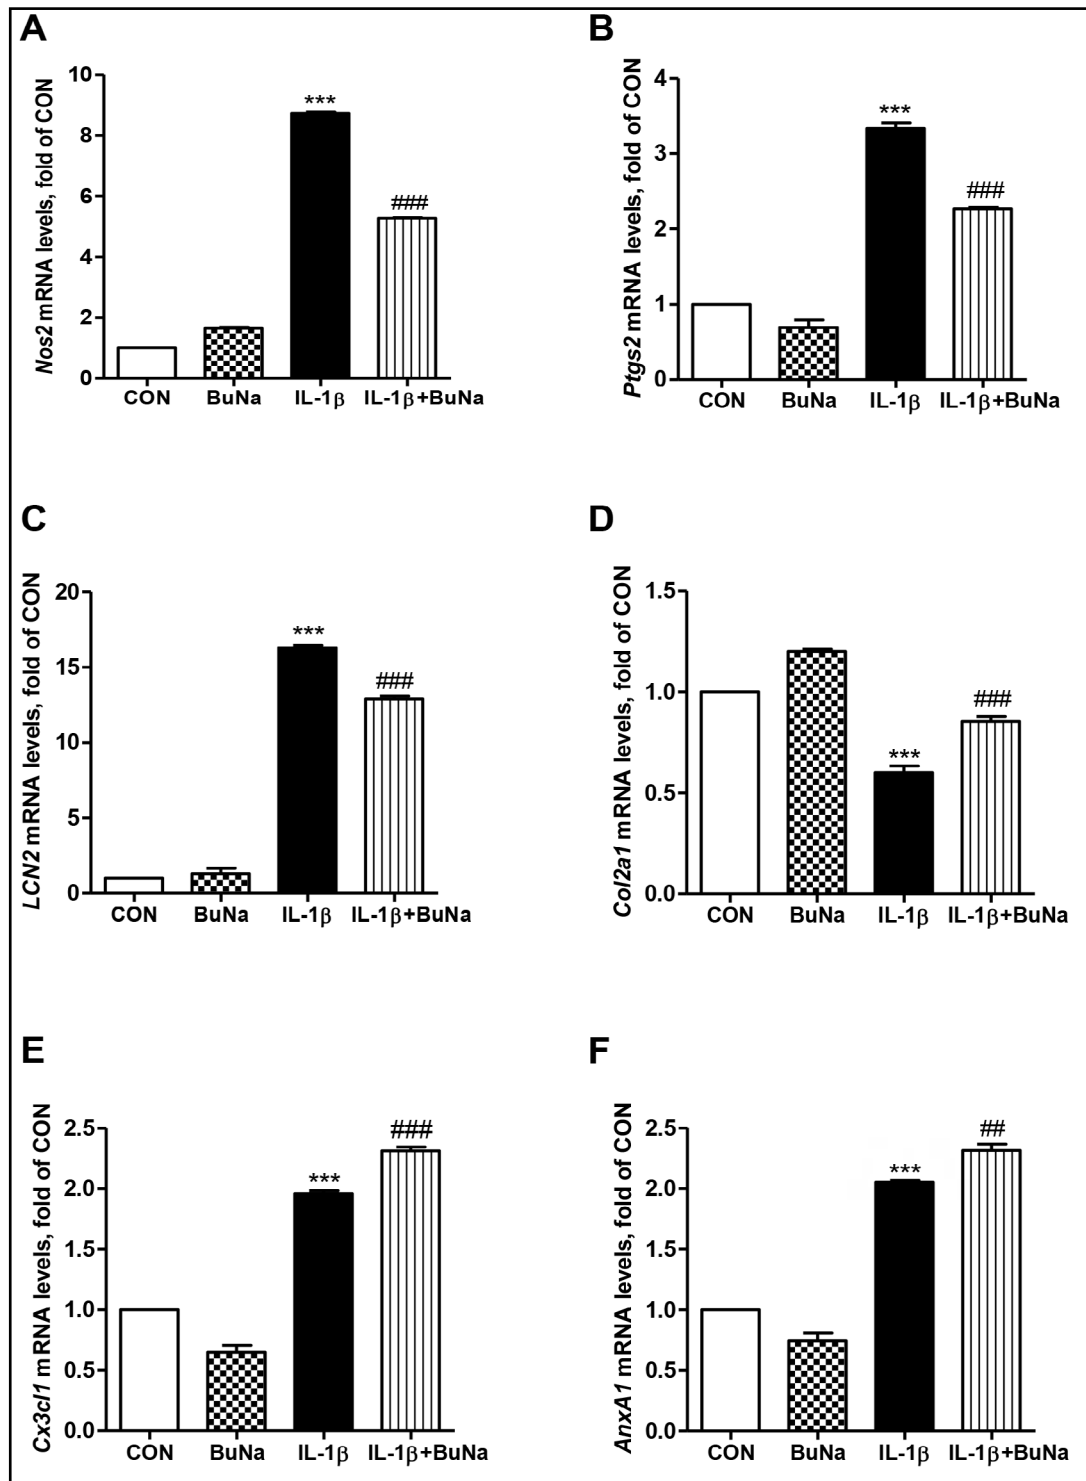 A
Nos2 mRNA levels, fold of CON
10
8
6
4
2
0
***
###
CON BuNa IL-1β IL-1β+BuNa
B
Ptgs2 mRNA levels, fold of CON
4
3
2
1
0
***
###
CON BuNa IL-1β IL-1β+BuNa
C
LCN2 mRNA levels, fold of CON
20
15
10
5
0
***
###
CON BuNa IL-1β IL-1β+BuNa
D
Col2a1 mRNA levels, fold of CON
1.5
1.0
0.5
0.0
***
###
CON BuNa IL-1β IL-1β+BuNa
E
Cx3cl1 mRNA levels, fold of CON
2.5
2.0
1.5
1.0
0.5
0.0
***
###
CON BuNa IL-1β IL-1β+BuNa
F
AnxA1 mRNA levels, fold of CON
2.5
2.0
1.5
1.0
0.5
0.0
***
##
CON BuNa IL-1β IL-1β+BuNa